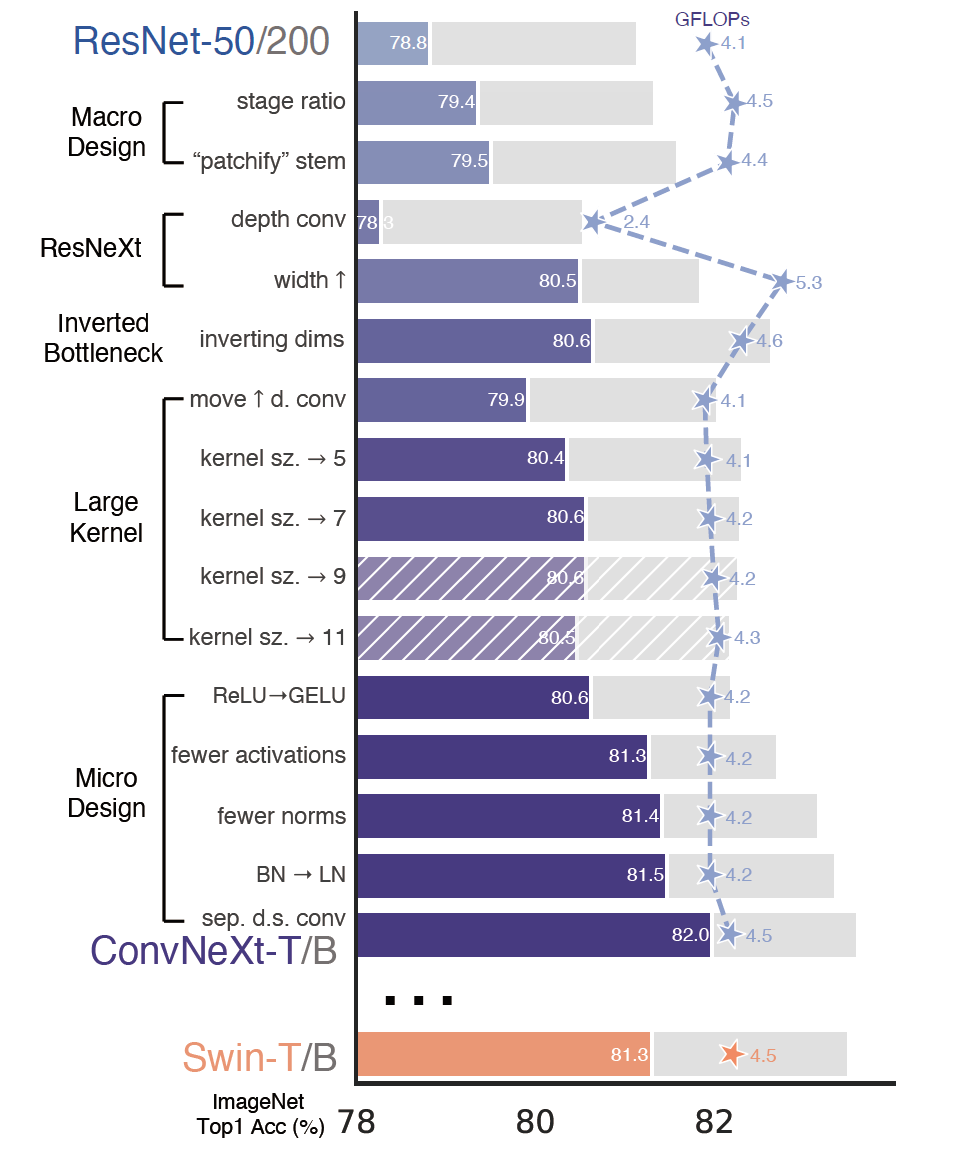 GFLOPs
ResNet-50/200 78.8 4.1
Macro
Design
stage ratio 79.4 4.5
“patchify” stem 79.5 4.4
ResNeXt
depth conv 78.3 2.4
width ↑ 80.5 5.3
Inverted
Bottleneck
inverting dims 80.6 4.6
Large
Kernel
move ↑ d. conv 79.9 4.1
kernel sz. → 5 80.4 4.1
kernel sz. → 7 80.6 4.2
kernel sz. → 9 80.6 4.2
kernel sz. → 11 80.5 4.3
Micro
Design
ReLU→GELU 80.6 4.2
fewer activations 81.3 4.2
fewer norms 81.4 4.2
BN → LN 81.5 4.2
sep. d.s. conv
ConvNeXt-T/B 82.0 4.5
...
Swin-T/B 81.3 4.5
ImageNet
Top1 Acc (%) 78 80 82